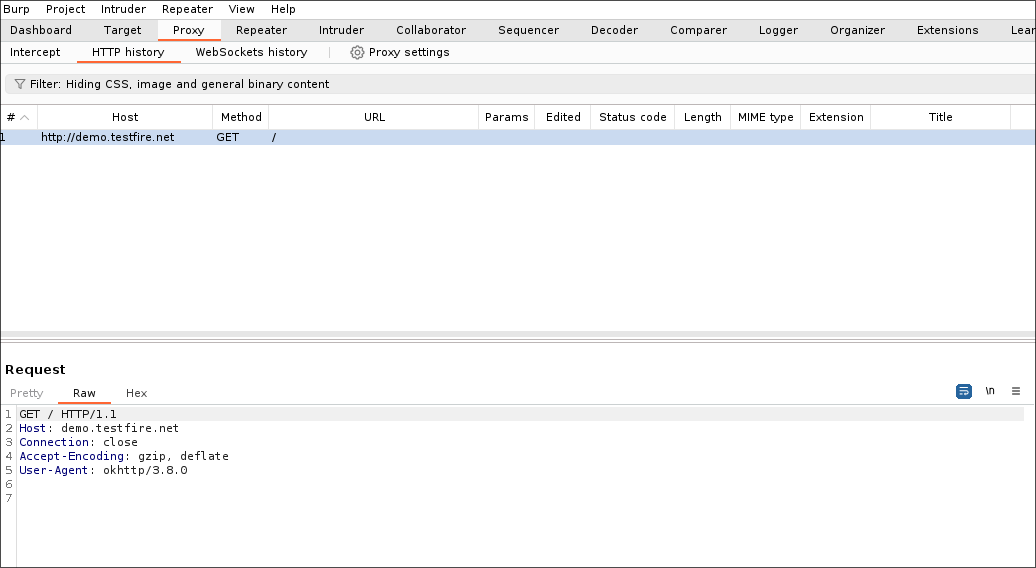 Burp Project Intruder Repeater View Help
Dashboard Target Proxy Repeater Intruder Collaborator Sequencer Decoder Comparer Logger Organizer Extensions Lear
Intercept HTTP history WebSockets history Proxy settings
Filter: Hiding CSS, image and general binary content
# Host Method URL Params Edited Status code Length MIME type Extension Title
1 http://demo.testfire.net GET /
Request
Pretty Raw Hex \n
1 GET / HTTP/1.1
2 Host: demo.testfire.net
3 Connection: close
4 Accept-Encoding: gzip, deflate
5 User-Agent: okhttp/3.8.0
6
7